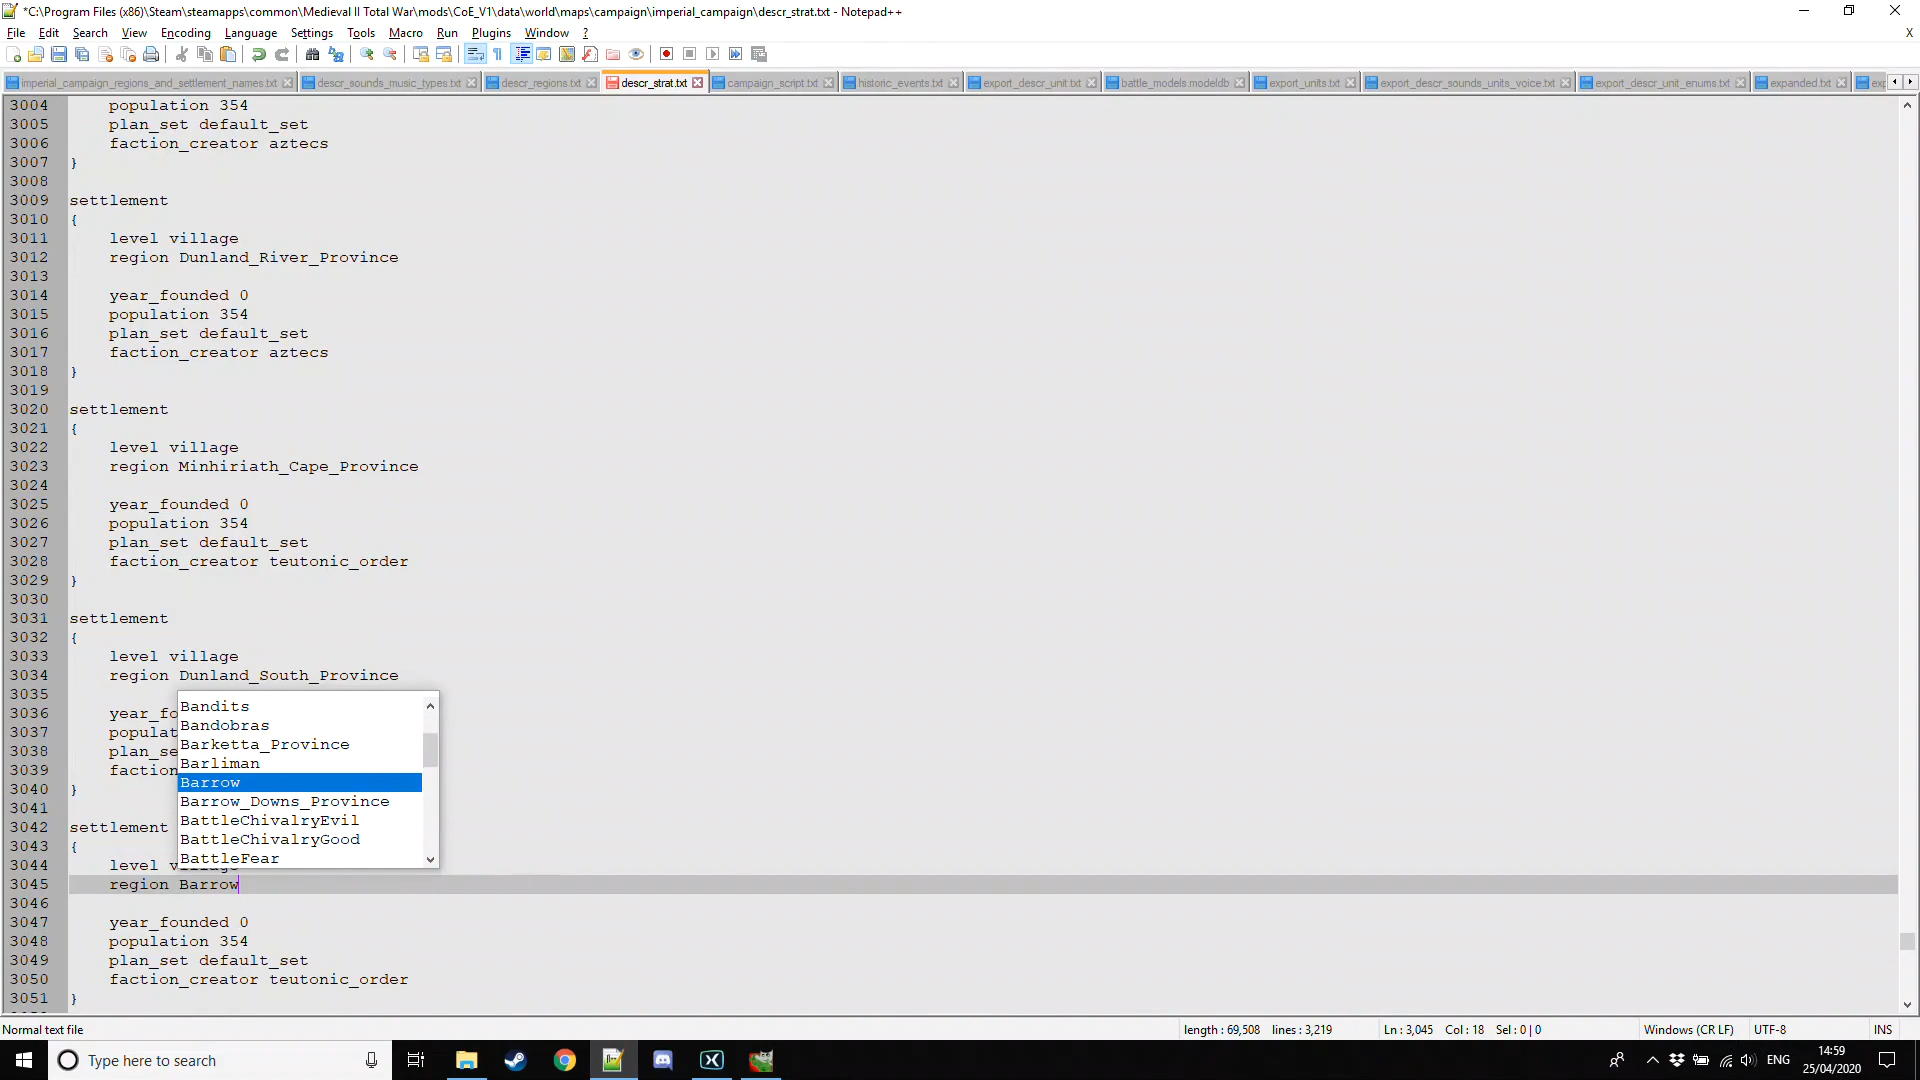 *C:\Program Files (x86)\Steam\steamapps\common\Medieval II Total War\mods\CoE_V1\data\world\maps\campaign\imperial_campaign\descr_strat.txt - Notepad++
File Edit Search View Encoding Language Settings Tools Macro Run Plugins Window ? X
imperial_campaign_regions_and_settlement_names.txt descr_sounds_music_types.txt descr_regions.txt descr_strat.txt campaign_script.txt historic_events.txt export_descr_unit.txt battle_models.modeldb export_units.txt export_descr_sounds_units_voice.txt export_descr_unit_enums.txt expanded.txt
3004 population 354
3005 plan_set default_set
3006 faction_creator aztecs
3007 }
3008
3009 settlement
3010 {
3011 level village
3012 region Dunland_River_Province
3013
3014 year_founded 0
3015 population 354
3016 plan_set default_set
3017 faction_creator aztecs
3018 }
3019
3020 settlement
3021 {
3022 level village
3023 region Minhiriath_Cape_Province
3024
3025 year_founded 0
3026 population 354
3027 plan_set default_set
3028 faction_creator teutonic_order
3029 }
3030
3031 settlement
3032 {
3033 level village
3034 region Dunland_South_Province
3035
3036 year_fo
3037 populat
3038 plan_se
3039 faction
3040 }
3041
3042 settlement
3043 {
3044 level village
3045 region Barrow
3046
3047 year_founded 0
3048 population 354
3049 plan_set default_set
3050 faction_creator teutonic_order
3051 }
Bandits
Bandobras
Barketta_Province
Barliman
Barrow
Barrow_Downs_Province
BattleChivalryEvil
BattleChivalryGood
BattleFear
Normal text file length : 69,508 lines : 3,219 Ln : 3,045 Col : 18 Sel : 0 | 0 Windows (CR LF) UTF-8 INS
Type here to search
ENG
14:59
25/04/2020